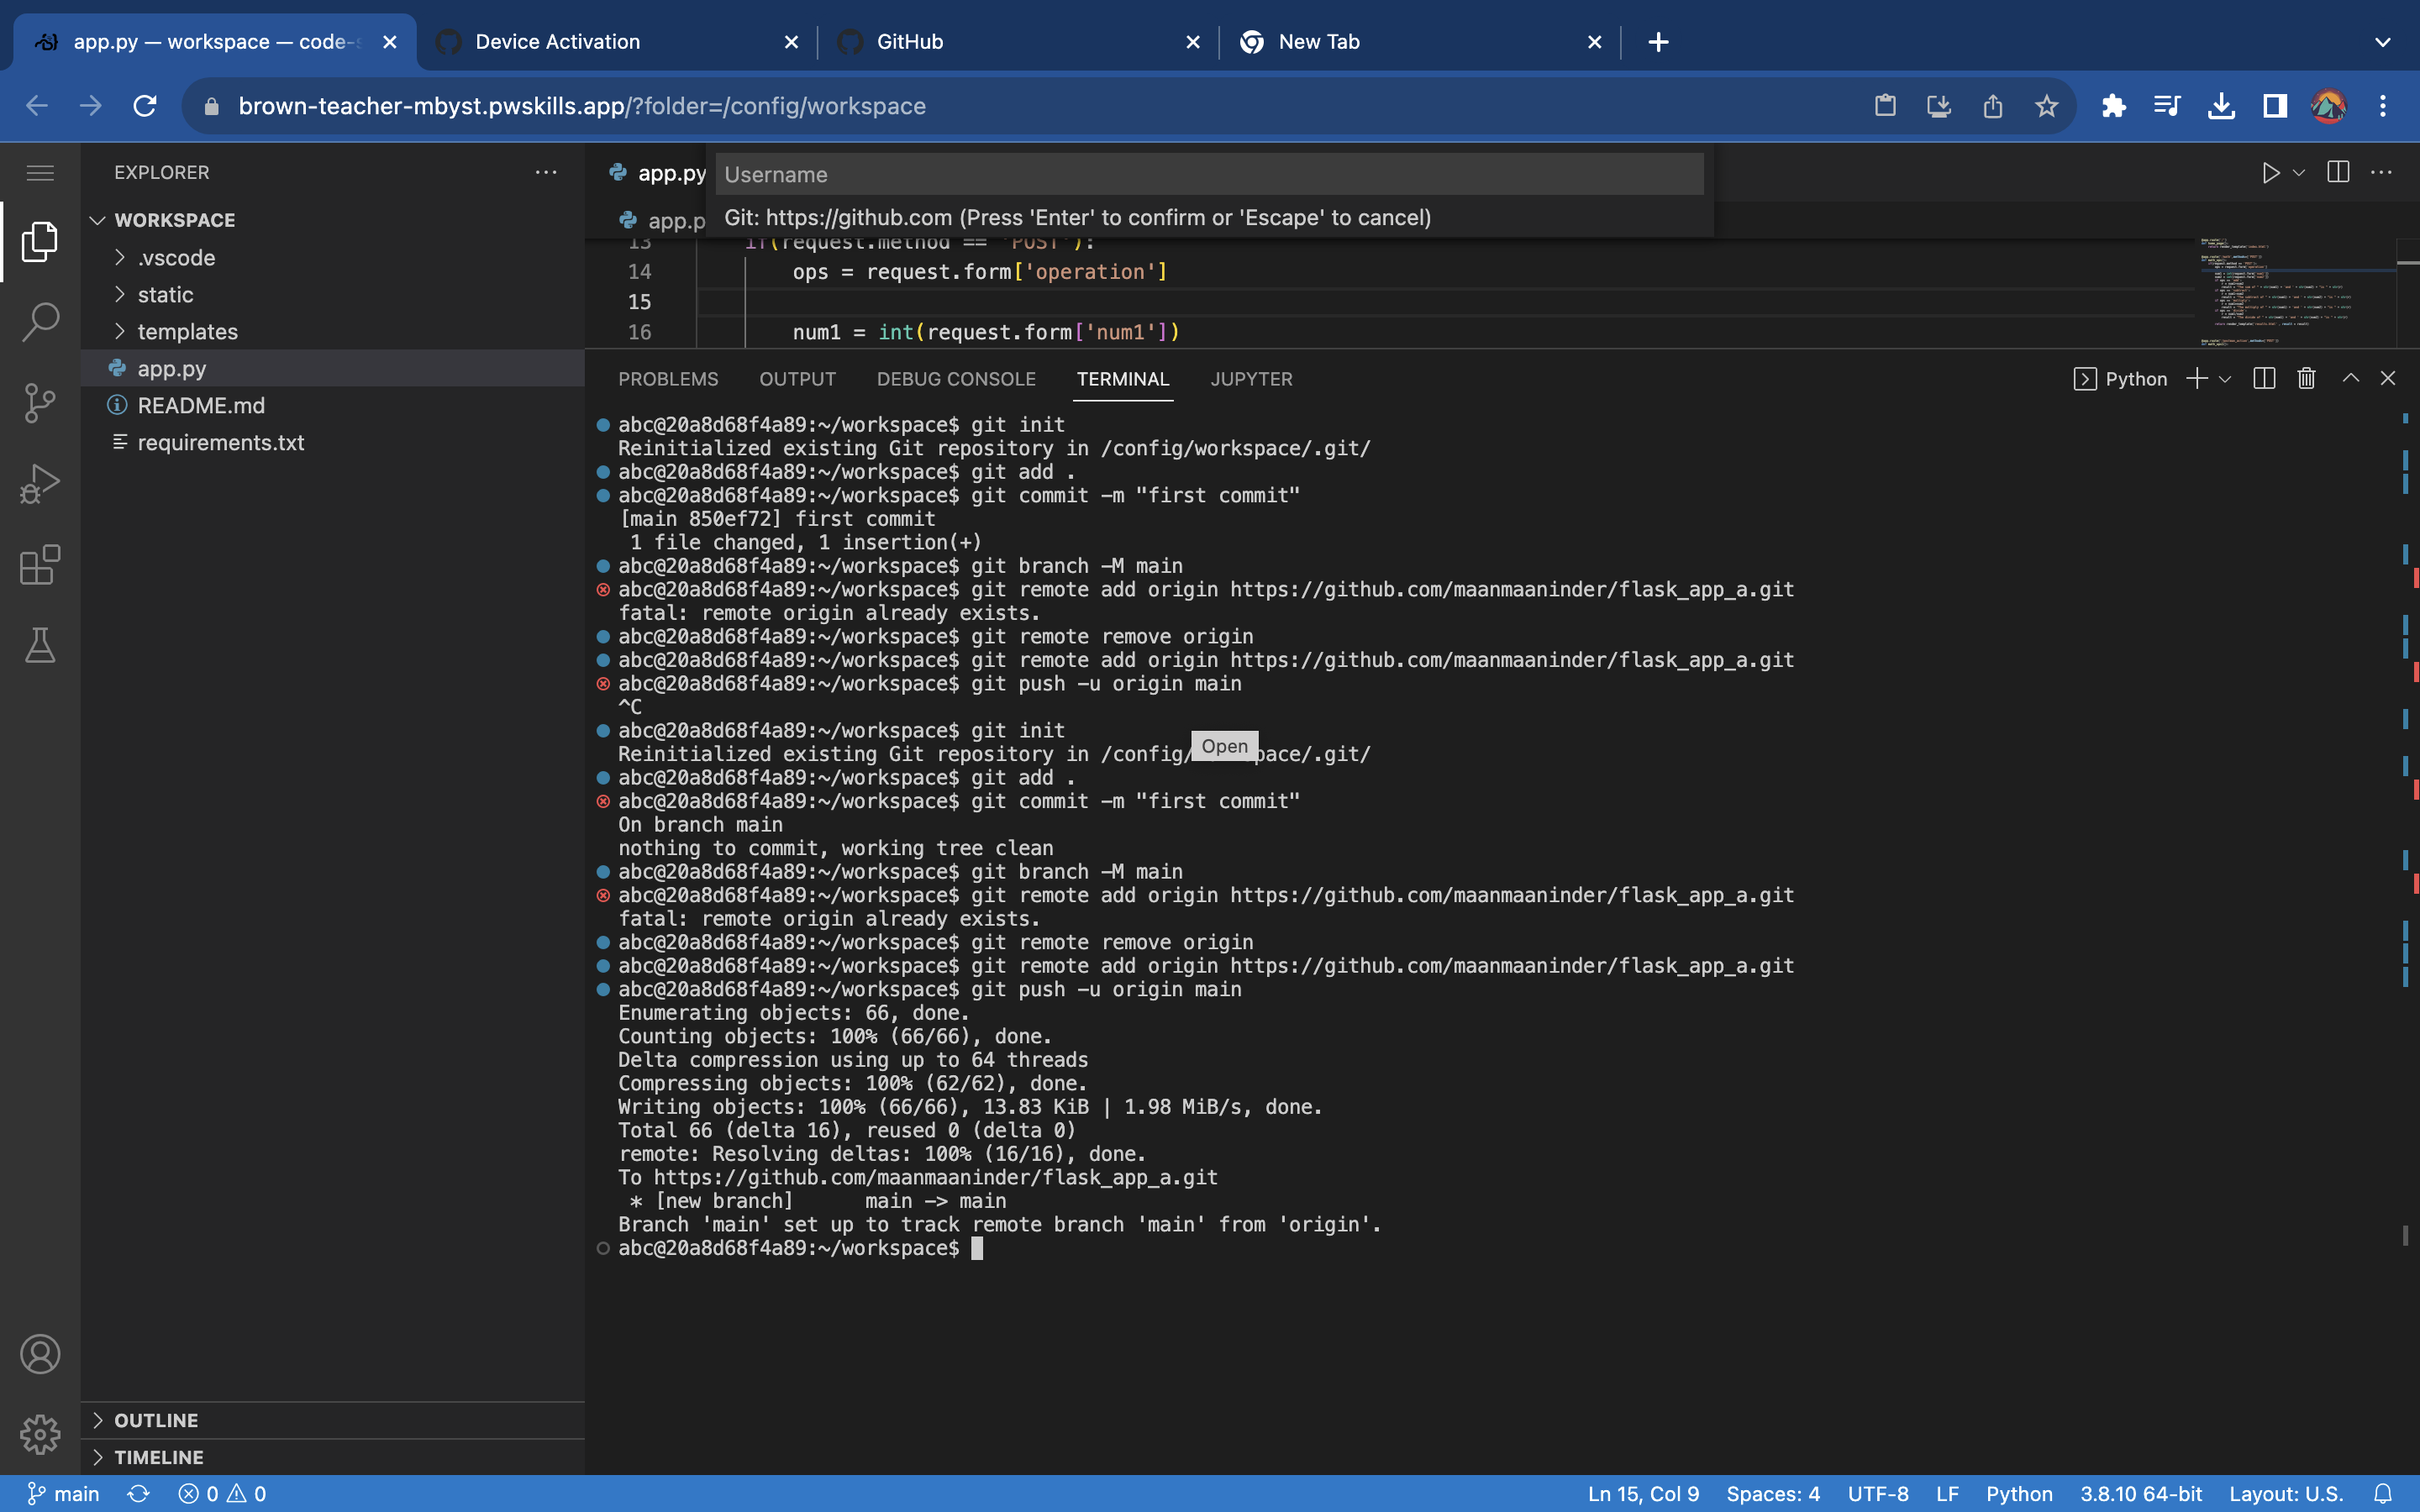 app.py — workspace — code-s
Device Activation
GitHub
New Tab
brown-teacher-mbyst.pwskills.app/?folder=/config/workspace
EXPLORER
WORKSPACE
.vscode
static
templates
app.py
README.md
requirements.txt
OUTLINE
TIMELINE
app.py
Username
Git: https://github.com (Press 'Enter' to confirm or 'Escape' to cancel)
app.p
13 if(request.method == 'POST'):
14 ops = request.form['operation']
15
16 num1 = int(request.form['num1'])
PROBLEMS OUTPUT DEBUG CONSOLE TERMINAL JUPYTER
Python
abc@20a8d68f4a89:~/workspace$ git init
Reinitialized existing Git repository in /config/workspace/.git/
abc@20a8d68f4a89:~/workspace$ git add .
abc@20a8d68f4a89:~/workspace$ git commit -m "first commit"
[main 850ef72] first commit
1 file changed, 1 insertion(+)
abc@20a8d68f4a89:~/workspace$ git branch -M main
abc@20a8d68f4a89:~/workspace$ git remote add origin https://github.com/maanmaaninder/flask_app_a.git
fatal: remote origin already exists.
abc@20a8d68f4a89:~/workspace$ git remote remove origin
abc@20a8d68f4a89:~/workspace$ git remote add origin https://github.com/maanmaaninder/flask_app_a.git
abc@20a8d68f4a89:~/workspace$ git push -u origin main
^C
abc@20a8d68f4a89:~/workspace$ git init
Open
Reinitialized existing Git repository in /config/ pace/.git/
abc@20a8d68f4a89:~/workspace$ git add .
abc@20a8d68f4a89:~/workspace$ git commit -m "first commit"
On branch main
nothing to commit, working tree clean
abc@20a8d68f4a89:~/workspace$ git branch -M main
abc@20a8d68f4a89:~/workspace$ git remote add origin https://github.com/maanmaaninder/flask_app_a.git
fatal: remote origin already exists.
abc@20a8d68f4a89:~/workspace$ git remote remove origin
abc@20a8d68f4a89:~/workspace$ git remote add origin https://github.com/maanmaaninder/flask_app_a.git
abc@20a8d68f4a89:~/workspace$ git push -u origin main
Enumerating objects: 66, done.
Counting objects: 100% (66/66), done.
Delta compression using up to 64 threads
Compressing objects: 100% (62/62), done.
Writing objects: 100% (66/66), 13.83 KiB | 1.98 MiB/s, done.
Total 66 (delta 16), reused 0 (delta 0)
remote: Resolving deltas: 100% (16/16), done.
To https://github.com/maanmaaninder/flask_app_a.git
* [new branch] main -> main
Branch 'main' set up to track remote branch 'main' from 'origin'.
abc@20a8d68f4a89:~/workspace$
main 0 0 Ln 15, Col 9 Spaces: 4 UTF-8 LF Python 3.8.10 64-bit Layout: U.S.